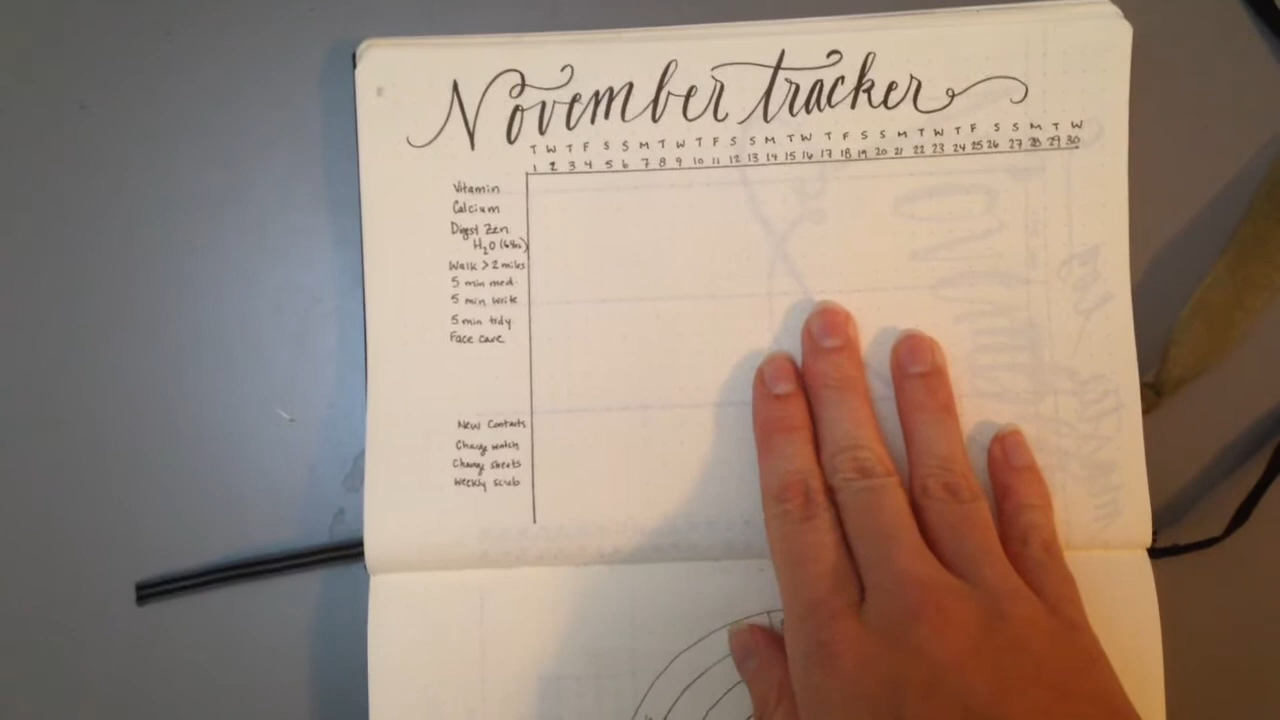 November tracker
T W T F S S M T W T F S S M T W T F S S M T W T F S S M T W
1 2 3 4 5 6 7 8 9 10 11 12 13 14 15 16 17 18 19 20 21 22 23 24 25 26 27 28 29 30
Vitamin
Calcium
Digest Zen
H2O (64oz)
Walk > 2 miles
5 min med.
5 min write
5 min tidy
Face care
New Contacts
Change watch
Change sheets
Weekly scrub